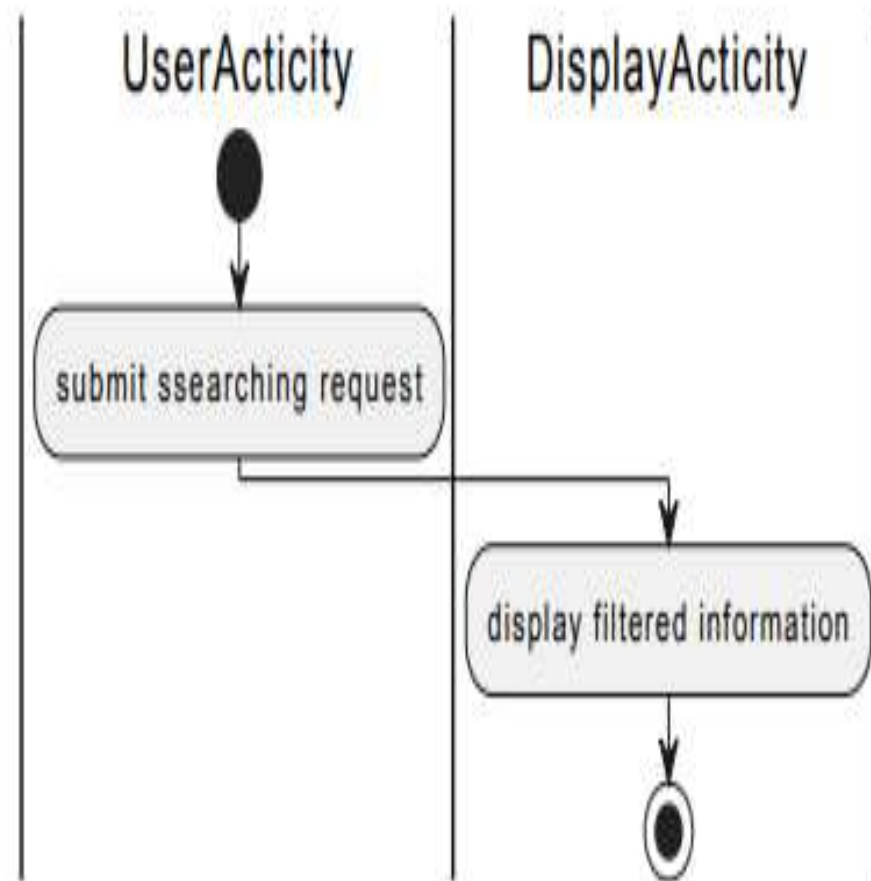 UserActicity
DisplayActicity
submit ssearching request
display filtered information